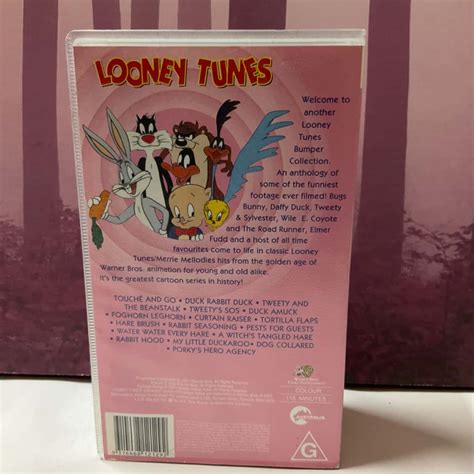 LOONEY TUNES
Welcome to
another
Looney
Tunes
Bumper
Collection.
An anthology of
some of the funniest
footage ever filmed! Bugs
Bunny, Daffy Duck, Tweety
& Sylvester, Wile E. Coyote
and The Road Runner, Elmer
Fudd and a host of all time
favourites come to life in classic Looney
Tunes/Merrie Mellodies hits from the golden age of
Warner Bros. animation for young and old alike.
It's the greatest cartoon series in history!
TOUCHÉ AND GO • DUCK RABBIT DUCK • TWEETY AND
THE BEANSTALK • TWEETY'S SOS • DUCK AMUCK
• FOGHORN LEGHORN • CURTAIN RAISER • TORTILLA FLAPS
• HARE BRUSH • RABBIT SEASONING • PESTS FOR GUESTS
• WATER WATER EVERY HARE • A WITCH'S TANGLED HARE
• RABBIT HOOD • MY LITTLE DUCKAROO • DOG COLLARED
• PORKY'S HERO AGENCY
COLOUR
MINUTES
AUSTRALIA
G